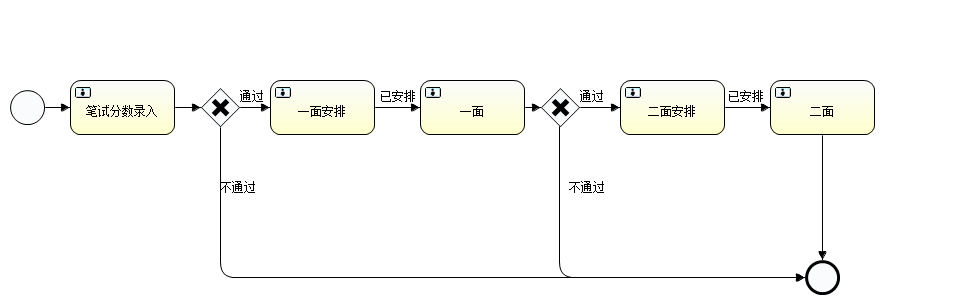 通过
已安排
通过
已安排
笔试分数录入
一面安排
一面
二面安排
二面
不通过
不通过